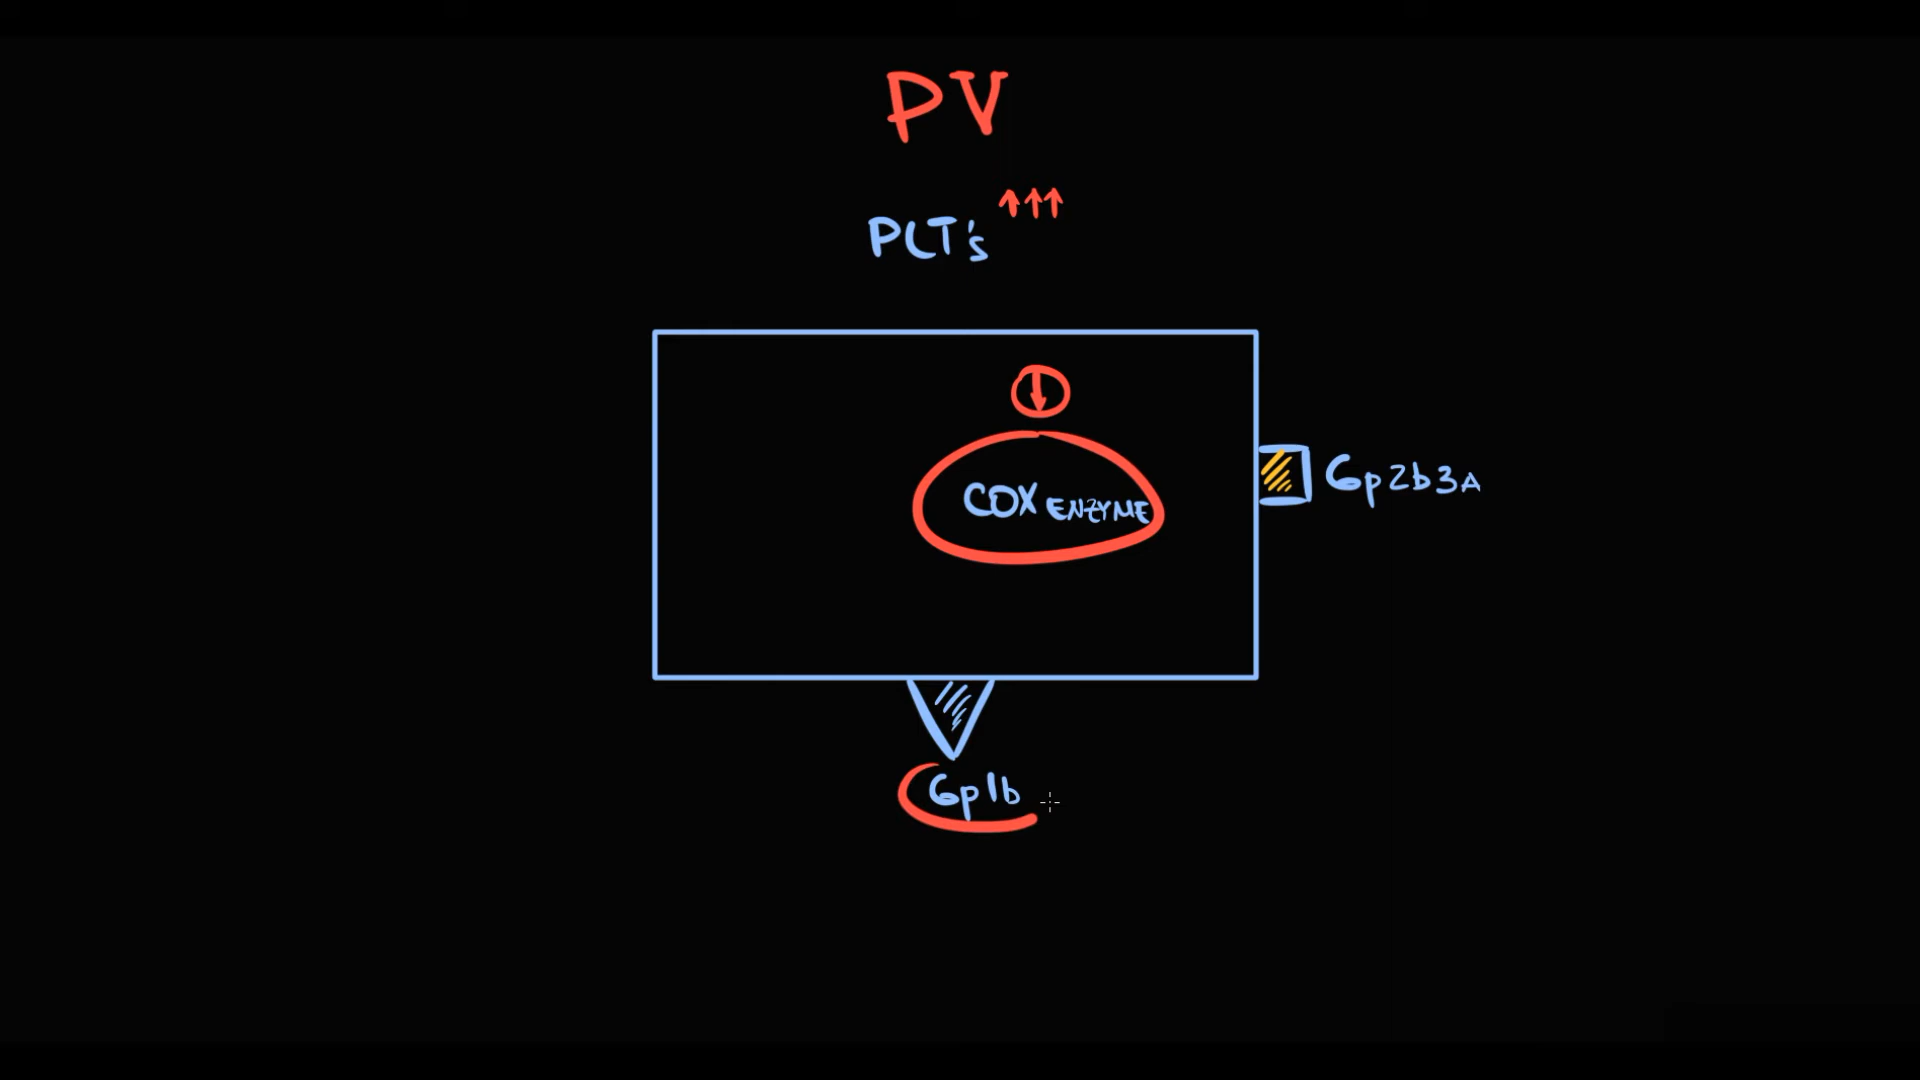 PV
PLT's ↑↑↑
↓
COX ENZYME
Gp2b3A
Gp1b